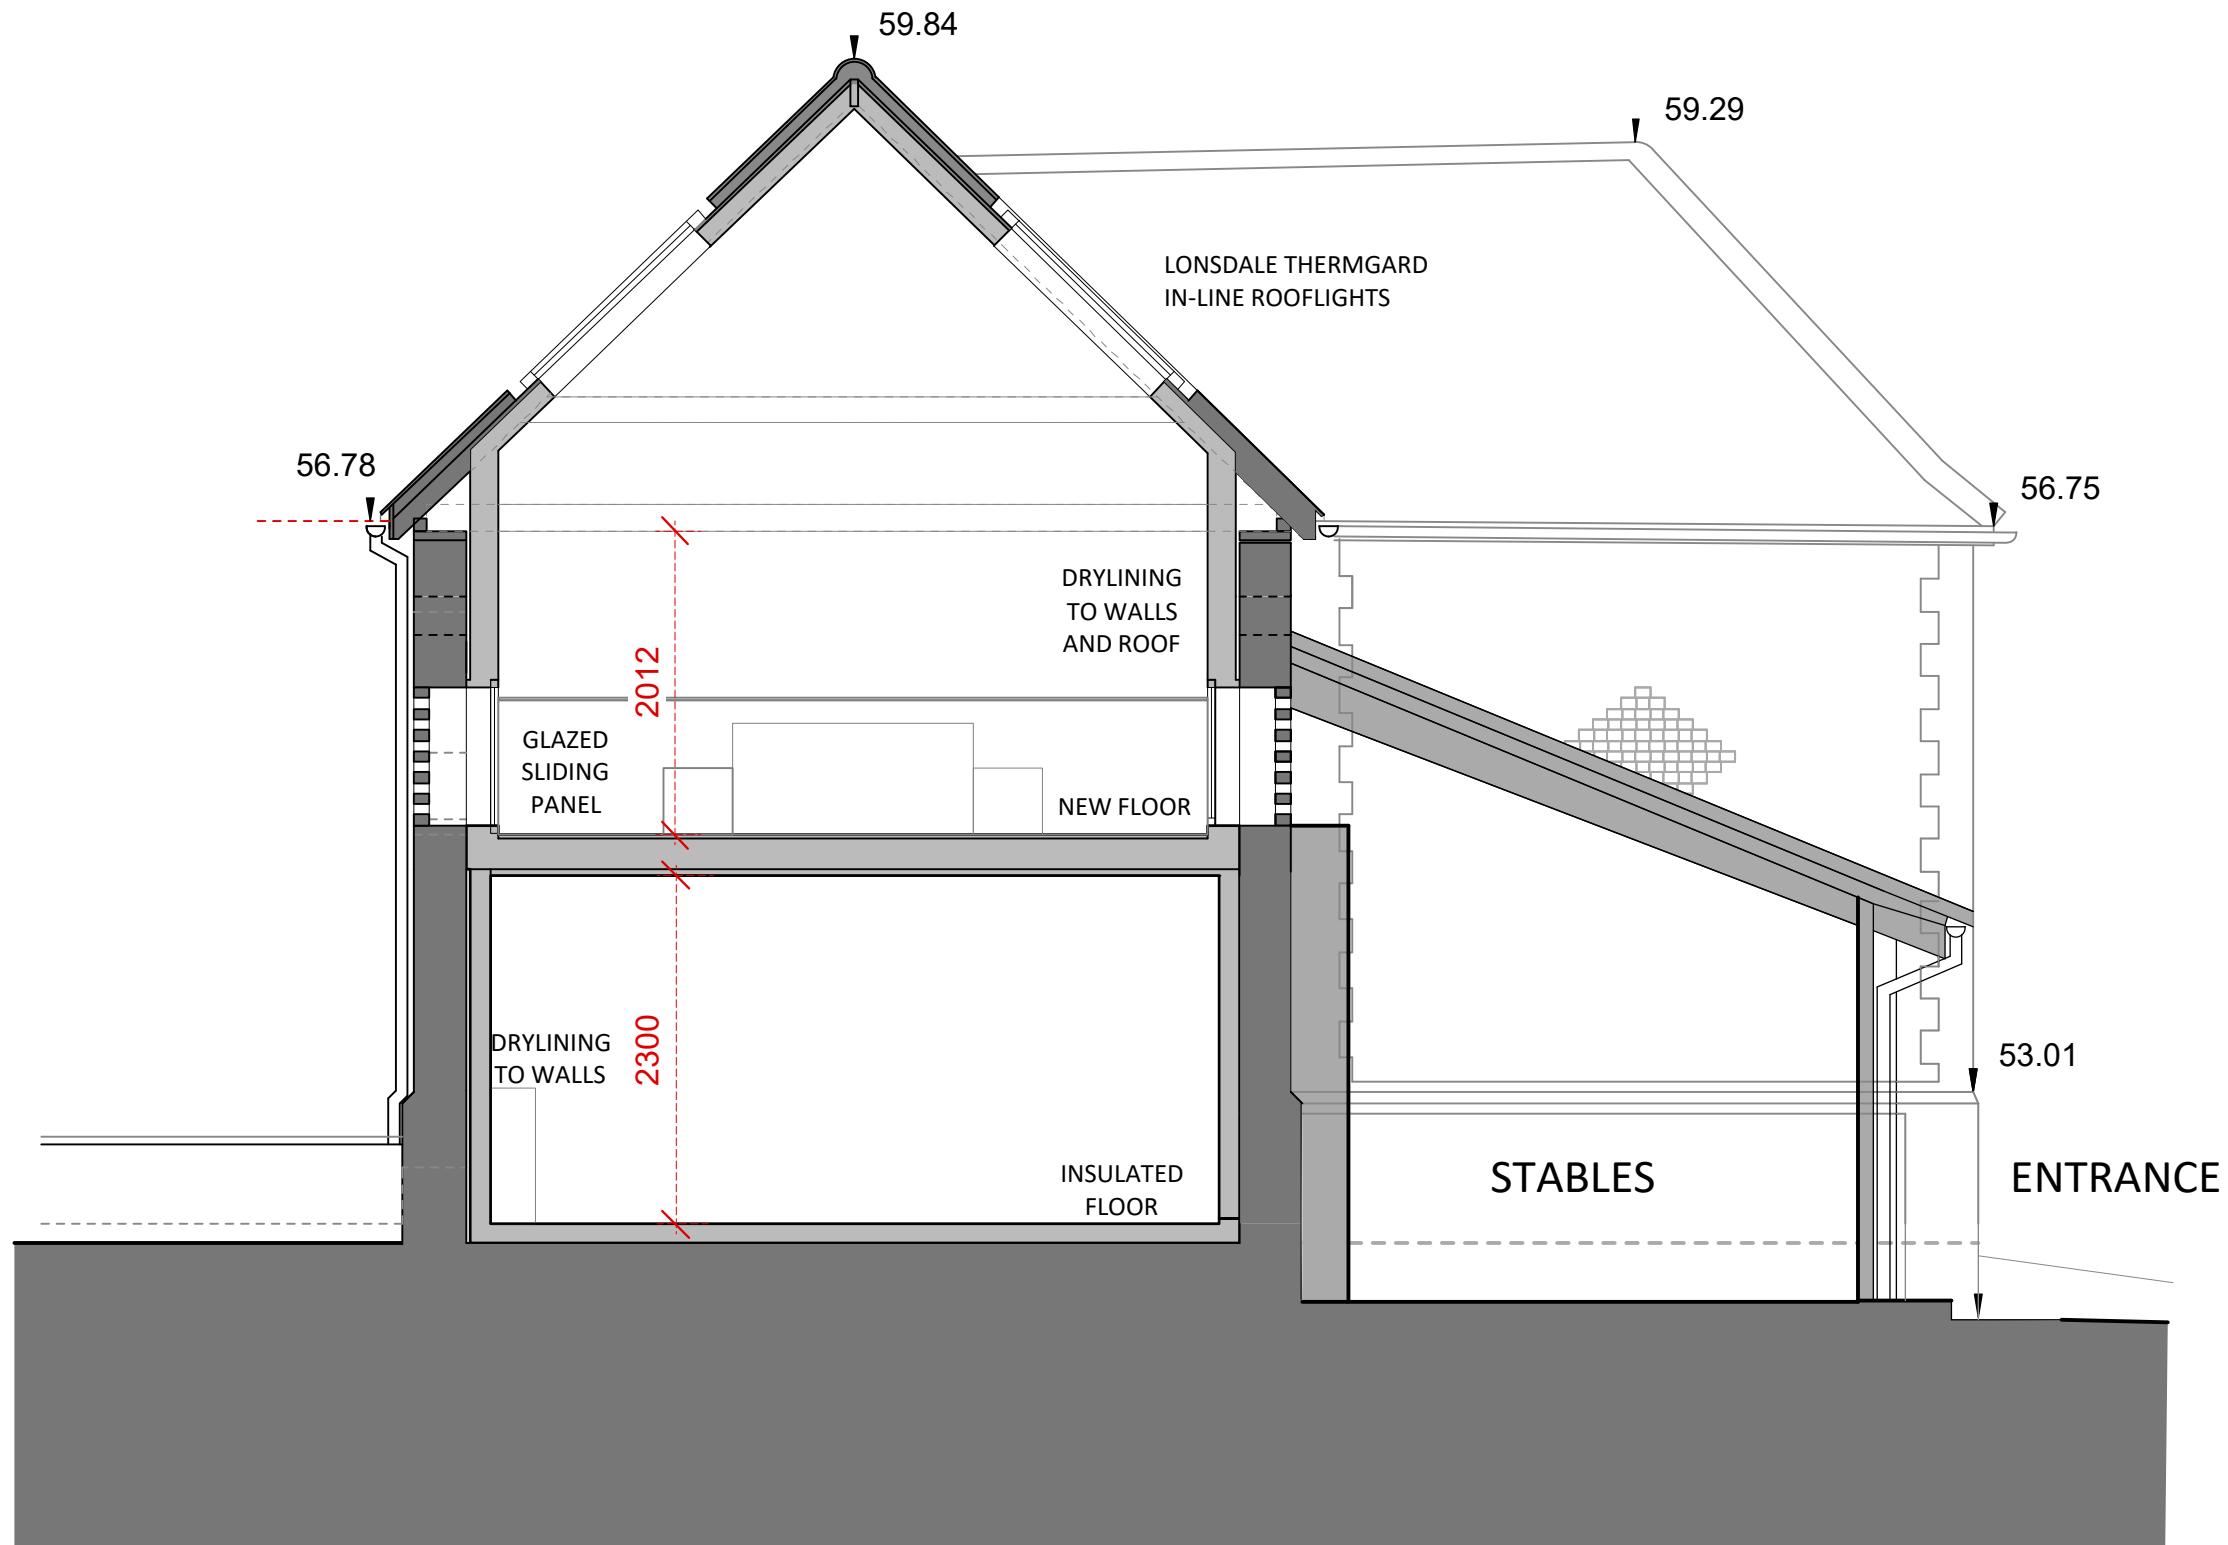 59.84
59.29
LONSDALE THERMGARD
IN-LINE ROOFLIGHTS
56.78
56.75
DRYLINING
TO WALLS
AND ROOF
2012
GLAZED
SLIDING
PANEL
NEW FLOOR
DRYLINING
TO WALLS
2300
53.01
INSULATED
FLOOR
STABLES
ENTRANCE